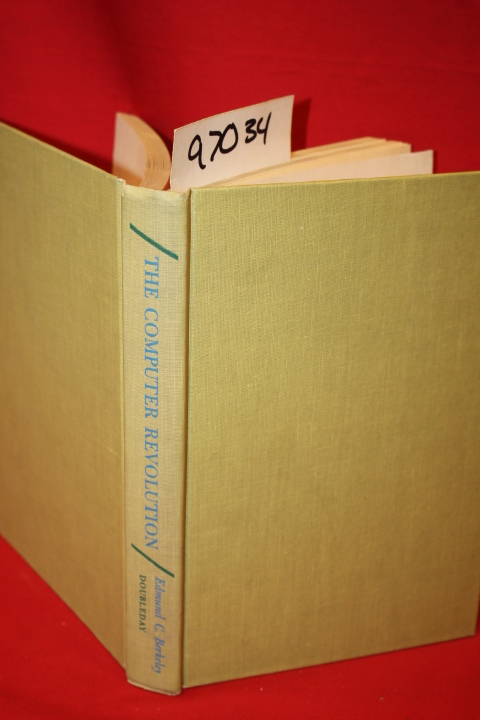 97034
THE COMPUTER REVOLUTION
Edmund C. Berkeley
DOUBLEDAY